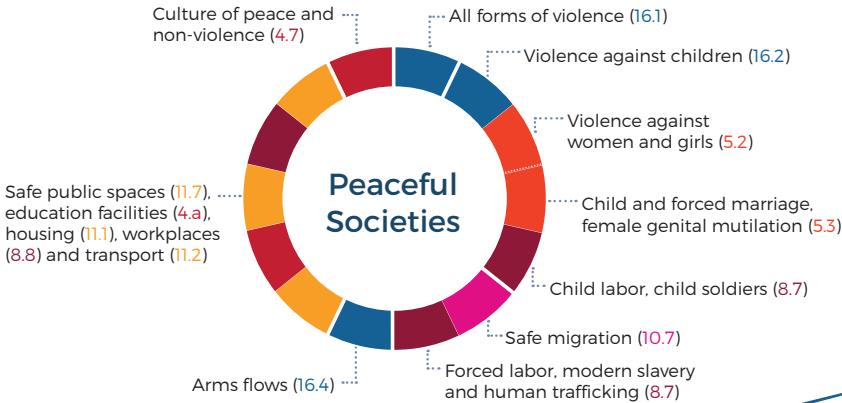 Culture of peace and
non-violence (4.7)
All forms of violence (16.1)
Violence against children (16.2)
Violence against
women and girls (5.2)
Child and forced marriage,
female genital mutilation (5.3)
Child labor, child soldiers (8.7)
Safe migration (10.7)
Forced labor, modern slavery
and human trafficking (8.7)
Arms flows (16.4)
Safe public spaces (11.7),
education facilities (4.a),
housing (11.1), workplaces
(8.8) and transport (11.2)
Peaceful
Societies